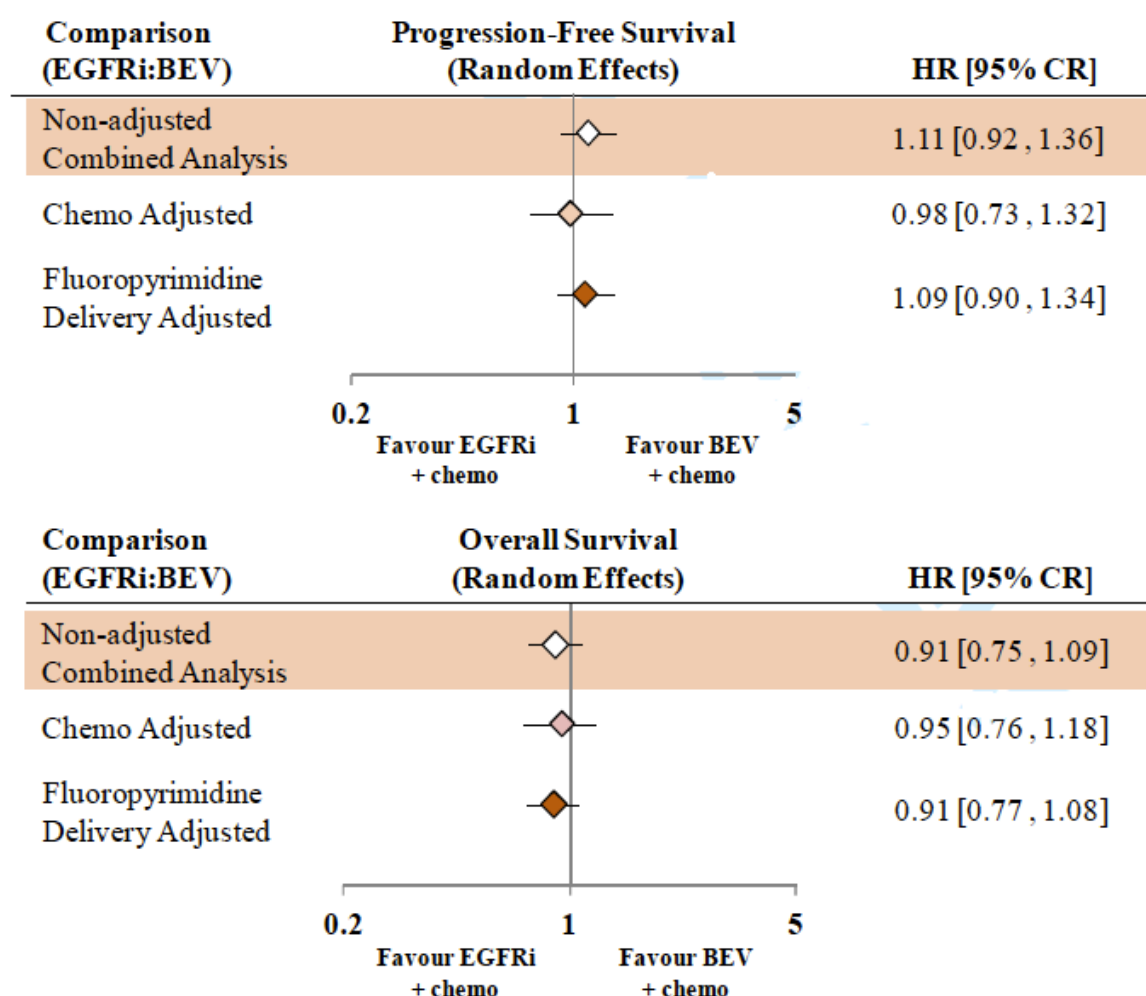 Comparison
(EGFRi:BEV)
Progression-Free Survival
(Random Effects)
HR [95% CR]
Non-adjusted
Combined Analysis
1.11 [0.92 , 1.36]
Chemo Adjusted
0.98 [0.73 , 1.32]
Fluoropyrimidine
Delivery Adjusted
1.09 [0.90 , 1.34]
0.2
1
5
Favour EGFRi
+ chemo
Favour BEV
+ chemo
Comparison
(EGFRi:BEV)
Overall Survival
(Random Effects)
HR [95% CR]
Non-adjusted
Combined Analysis
0.91 [0.75 , 1.09]
Chemo Adjusted
0.95 [0.76 , 1.18]
Fluoropyrimidine
Delivery Adjusted
0.91 [0.77 , 1.08]
0.2
1
5
Favour EGFRi
+ chemo
Favour BEV
+ chemo